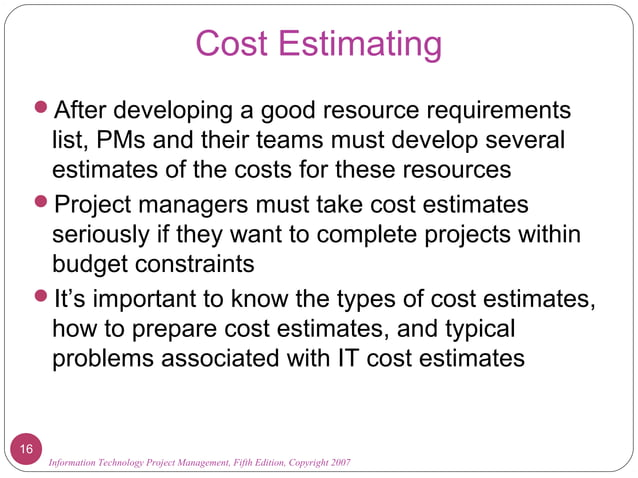 Cost Estimating
After developing a good resource requirements
list, PMs and their teams must develop several
estimates of the costs for these resources
Project managers must take cost estimates
seriously if they want to complete projects within
budget constraints
It’s important to know the types of cost estimates,
how to prepare cost estimates, and typical
problems associated with IT cost estimates
16
Information Technology Project Management, Fifth Edition, Copyright 2007